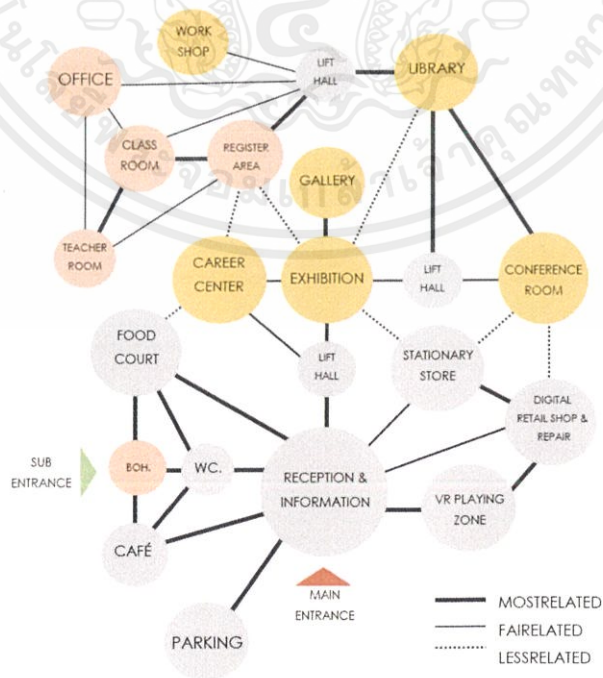 WORK
SHOP
OFFICE
LIFT
HALL
LIBRARY
CLASS
ROOM
REGISTER
AREA
GALLERY
TEACHER
ROOM
CAREER
CENTER
EXHIBITION
LIFT
HALL
CONFERENCE
ROOM
FOOD
COURT
LIFT
HALL
STATIONARY
STORE
DIGITAL
RETAIL SHOP &
REPAIR
SUB
ENTRANCE
BOH.
WC.
RECEPTION &
INFORMATION
VR PLAYING
ZONE
CAFÉ
MAIN
ENTRANCE
PARKING
MOSTRELATED
FAIRELATED
LESSRELATED